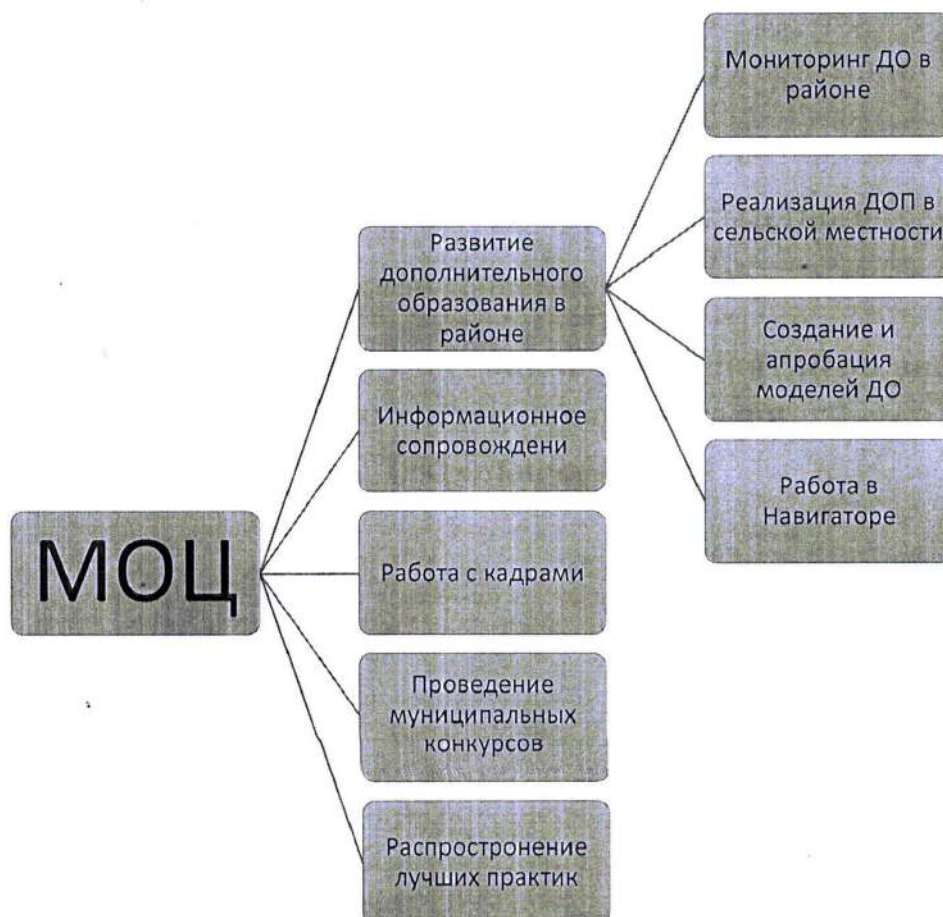 МОЦ
Развитие
дополнительного
образования в
районе
Информационное
сопровождени
Работа с кадрами
Проведение
муниципальных
конкурсов
Распростронение
лучших практик
Мониторинг ДО в
районе
Реализация ДОП в
сельской местности
Создание и
апробация
моделей ДО
Работа в
Навигаторе